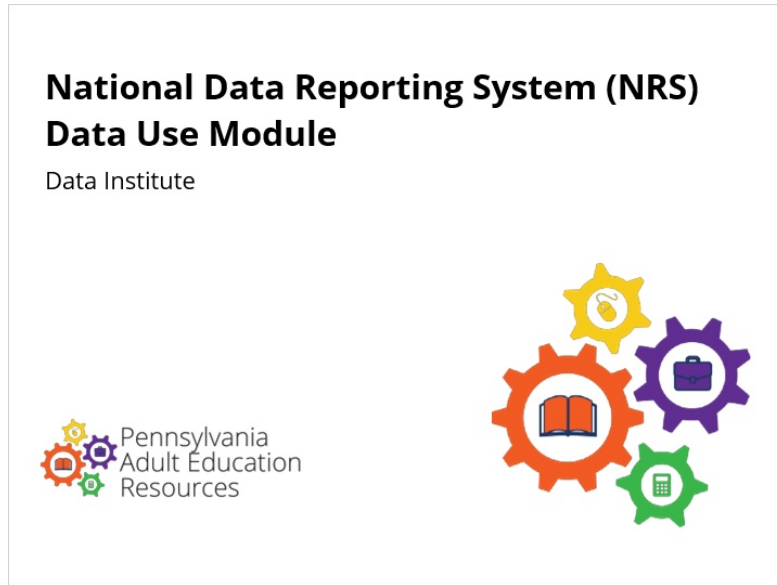 National Data Reporting System (NRS)
Data Use Module
Data Institute
Pennsylvania
Adult Education
Resources